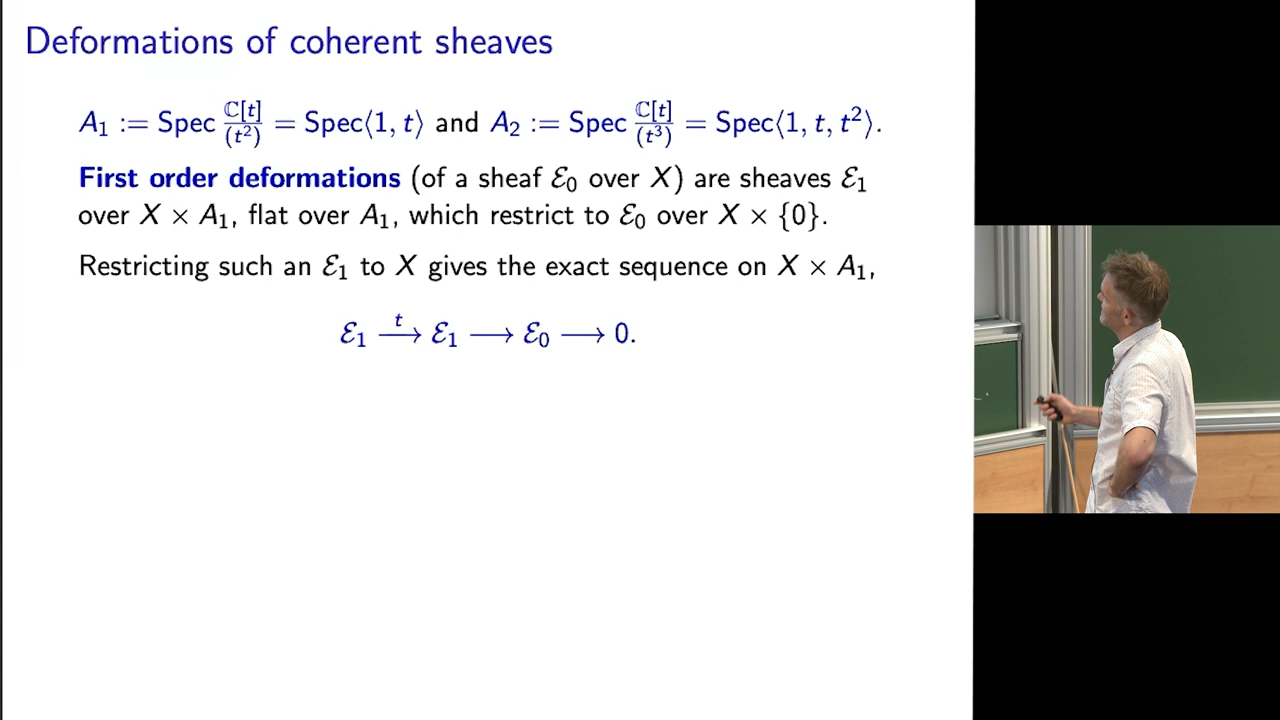 Deformations of coherent sheaves
A₁ := Spec ℂ[t]/(t²) = Spec⟨1, t⟩ and A₂ := Spec ℂ[t]/(t³) = Spec⟨1, t, t²⟩.
First order deformations (of a sheaf ℰ₀ over X) are sheaves ℰ₁
over X × A₁, flat over A₁, which restrict to ℰ₀ over X × {0}.
Restricting such an ℰ₁ to X gives the exact sequence on X × A₁,
ℰ₁ —t→ ℰ₁ ⟶ ℰ₀ ⟶ 0.